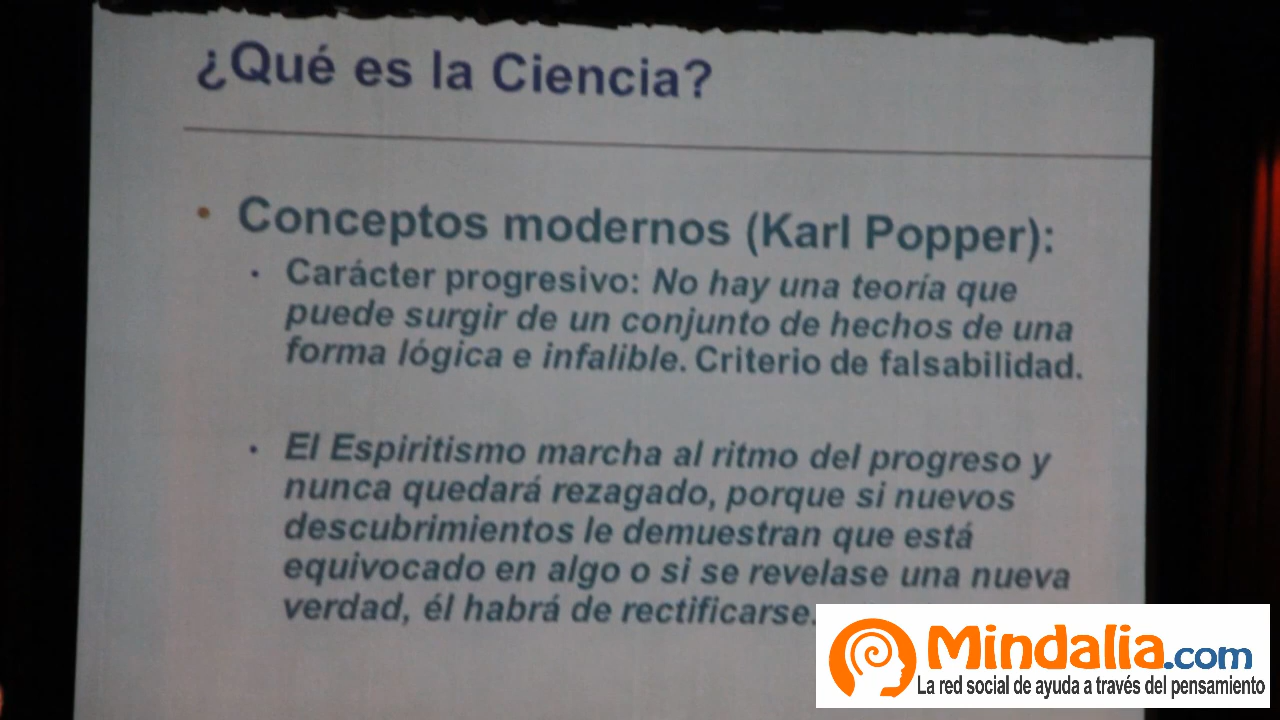 ¿Qué es la Ciencia?
• Conceptos modernos (Karl Popper):
• Carácter progresivo: No hay una teoría que
puede surgir de un conjunto de hechos de una
forma lógica e infalible. Criterio de falsabilidad.
• El Espiritismo marcha al ritmo del progreso y
nunca quedará rezagado, porque si nuevos
descubrimientos le demuestran que está
equivocado en algo o si se revelase una nueva
verdad, él habrá de rectificarse.
Mindalia.com
La red social de ayuda a través del pensamiento